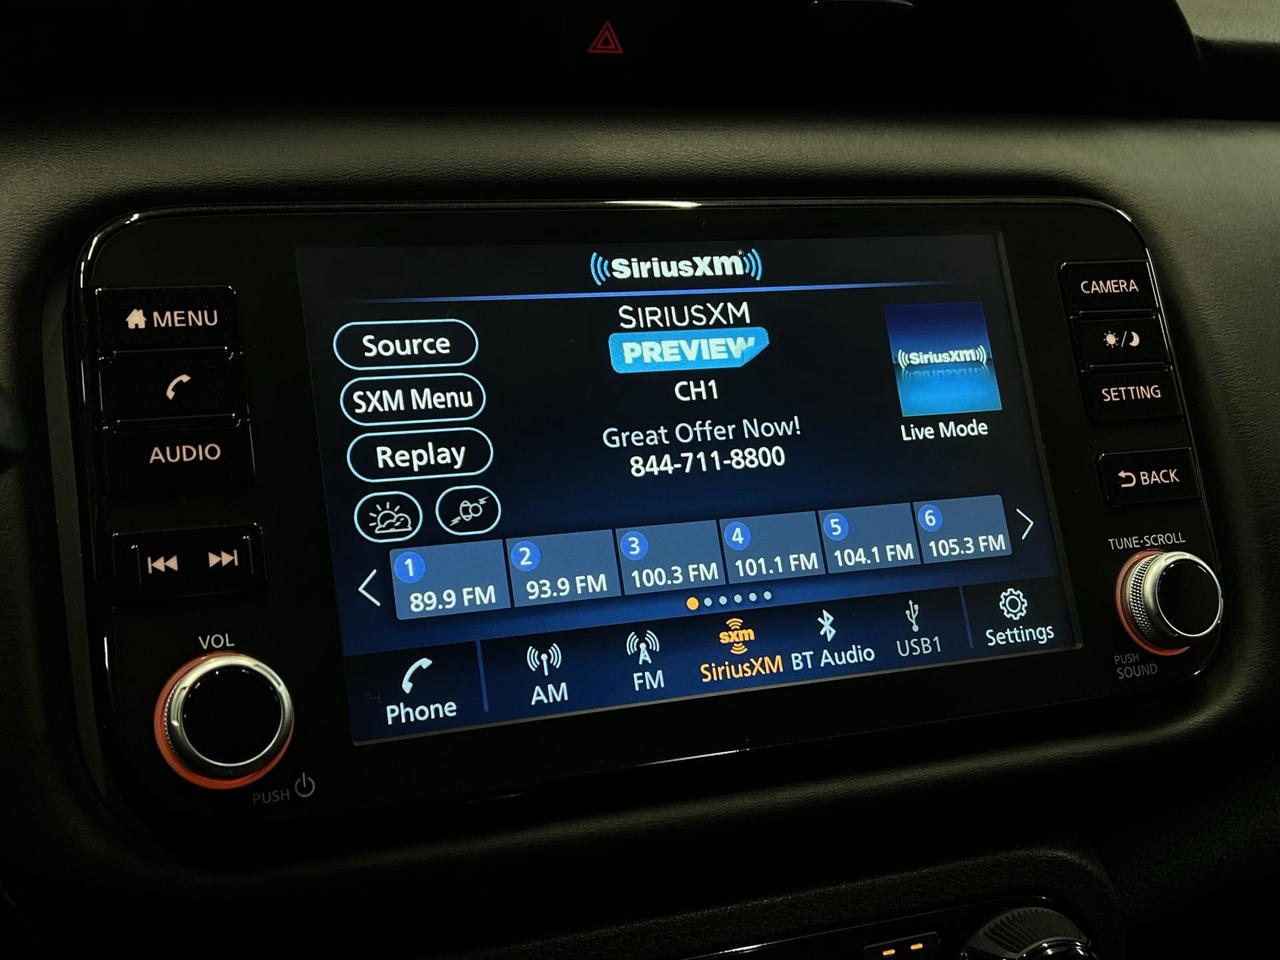 MENU
AUDIO
VOL
PUSH
SiriusXM
Source
SXM Menu
Replay
SIRIUSXM
PREVIEW
CH1
Great Offer Now!
844-711-8800
SiriusXM
Live Mode
1
89.9 FM
2
93.9 FM
3
100.3 FM
4
101.1 FM
5
104.1 FM
6
105.3 FM
Phone
AM
FM
sxm
SiriusXM
BT Audio
USB1
Settings
CAMERA
SETTING
BACK
TUNE·SCROLL
PUSH
SOUND